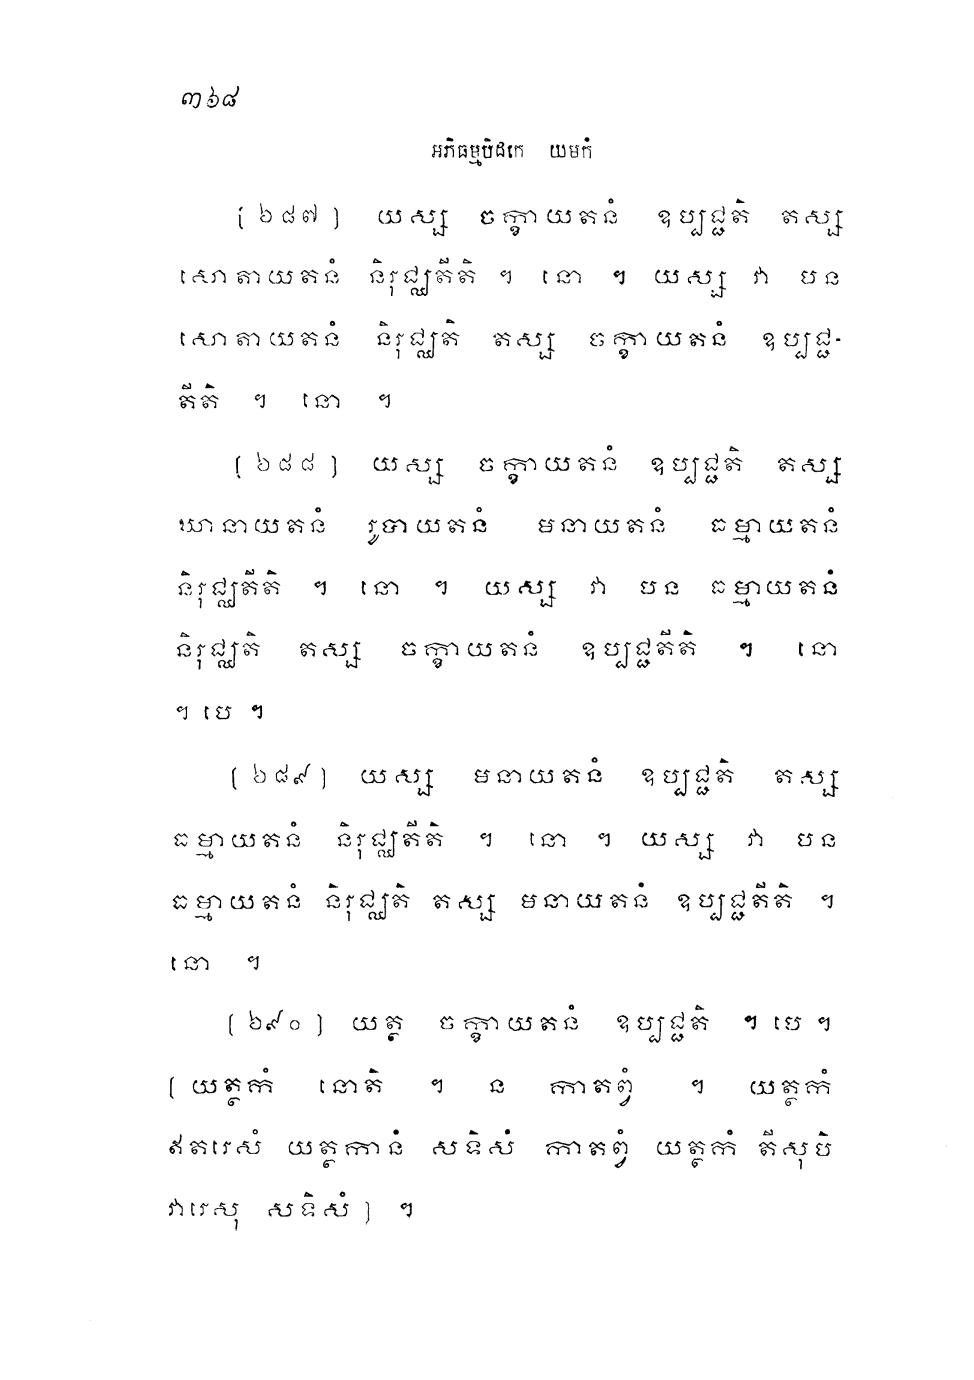 ៣៦៨
អភិធម្មបិដកេ យមកំ
(៦៨៧) យស្ស ចក្ខាយតនំ ឧប្បជ្ជតិ តស្ស
សោតាយតនំ និរុជ្ឈតីតិ ។ នោ ។ យស្ស វា បន
សោតាយតនំ និរុជ្ឈតិ តស្ស ចក្ខាយតនំ ឧប្បជ្ជ-
តីតិ ។ នោ ។
(៦៨៨) យស្ស ចក្ខាយតនំ ឧប្បជ្ជតិ តស្ស
ឃានាយតនំ រូបាយតនំ មនាយតនំ ធម្មាយតនំ
និរុជ្ឈតីតិ ។ នោ ។ យស្ស វា បន ធម្មាយតនំ
និរុជ្ឈតិ តស្ស ចក្ខាយតនំ ឧប្បជ្ជតីតិ ។ នោ
។ បេ ។
(៦៨៩) យស្ស មនាយតនំ ឧប្បជ្ជតិ តស្ស
ធម្មាយតនំ និរុជ្ឈតីតិ ។ នោ ។ យស្ស វា បន
ធម្មាយតនំ និរុជ្ឈតិ តស្ស មនាយតនំ ឧប្បជ្ជតីតិ ។
នោ ។
(៦៩០) យត្ថ ចក្ខាយតនំ ឧប្បជ្ជតិ ។ បេ ។
(យត្ថកំ នោតិ ។ ន កាតព្វំ ។ យត្ថកំ
ឥតរេសំ យត្ថកានំ សទិសំ កាតព្វំ យត្ថកំ តីសុបិ
វារេសុ សទិសំ) ។